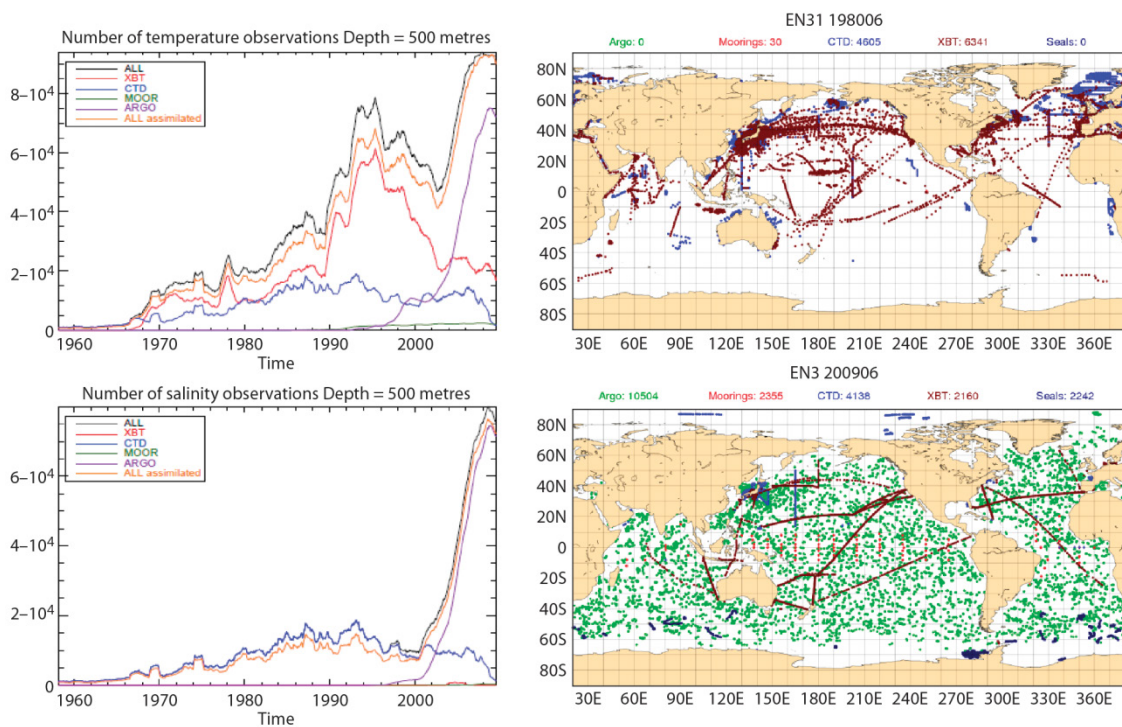 Number of temperature observations Depth = 500 metres
ALL
XBT
CTD
MOOR
ARGO
ALL assimilated
8–10⁴
6–10⁴
4–10⁴
2–10⁴
0
1960 1970 1980 1990 2000
Time
EN31 198006
Argo: 0 Moorings: 30 CTD: 4605 XBT: 6341 Seals: 0
80N
60N
40N
20N
0
20S
40S
60S
80S
30E 60E 90E 120E 150E 180E 210E 240E 260E 300E 330E 360E
Number of salinity observations Depth = 500 metres
ALL
XBT
CTD
MOOR
ARGO
ALL assimilated
6–10⁴
4–10⁴
2–10⁴
0
1960 1970 1980 1990 2000
Time
EN3 200906
Argo: 10504 Moorings: 2355 CTD: 4138 XBT: 2160 Seals: 2242
80N
60N
40N
20N
0
20S
40S
60S
80S
30E 60E 90E 120E 150E 180E 210E 240E 260E 300E 330E 360E